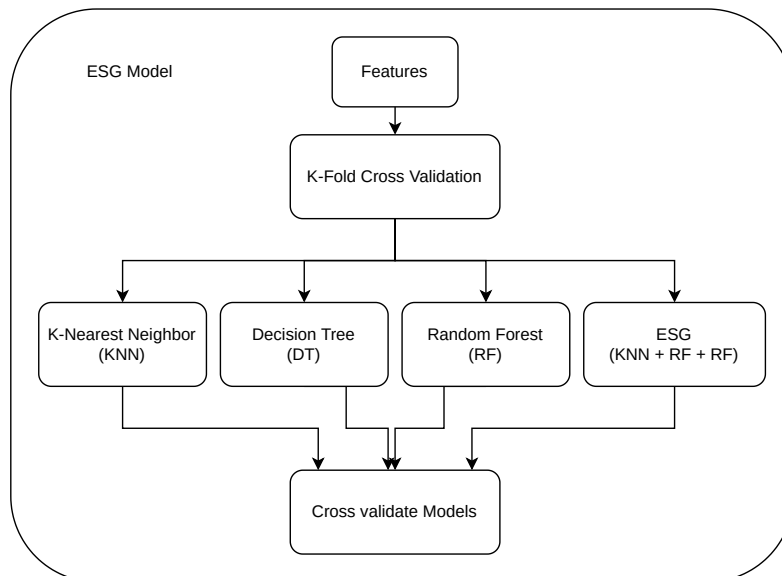 ESG Model
Features
K-Fold Cross Validation
K-Nearest Neighbor
(KNN)
Decision Tree
(DT)
Random Forest
(RF)
ESG
(KNN + RF + RF)
Cross validate Models